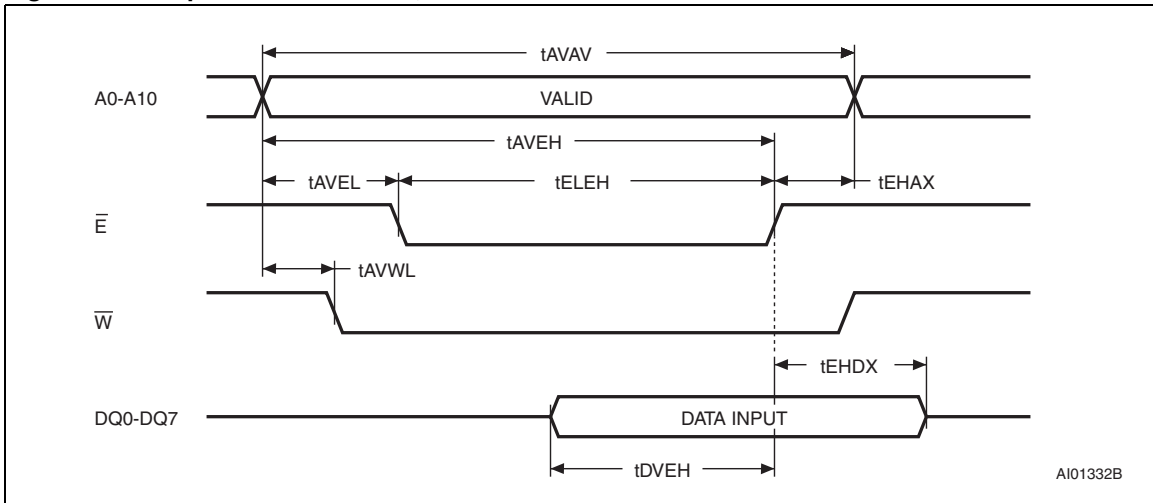 tAVAV
A0-A10
VALID
tAVEH
tAVEL
tELEH
tEHAX
E̅
tAVWL
W̅
tEHDX
DQ0-DQ7
DATA INPUT
tDVEH
AI01332B